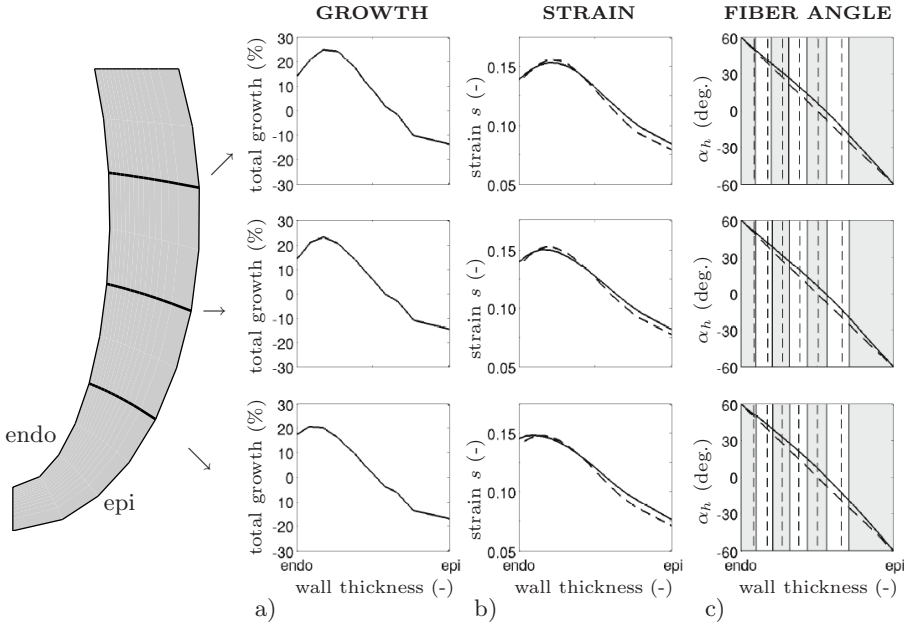 GROWTH STRAIN FIBER ANGLE
total growth (%)
30
20
10
0
-10
-20
-30
strain s (-)
0.15
0.10
0.05
αh (deg.)
60
30
0
-30
-60
total growth (%)
30
20
10
0
-10
-20
-30
strain s (-)
0.15
0.10
0.05
αh (deg.)
60
30
0
-30
-60
total growth (%)
30
20
10
0
-10
-20
-30
strain s (-)
0.15
0.10
0.05
αh (deg.)
60
30
0
-30
-60
endo
epi
endo epi
endo epi
endo epi
wall thickness (-)
wall thickness (-)
wall thickness (-)
a)
b)
c)